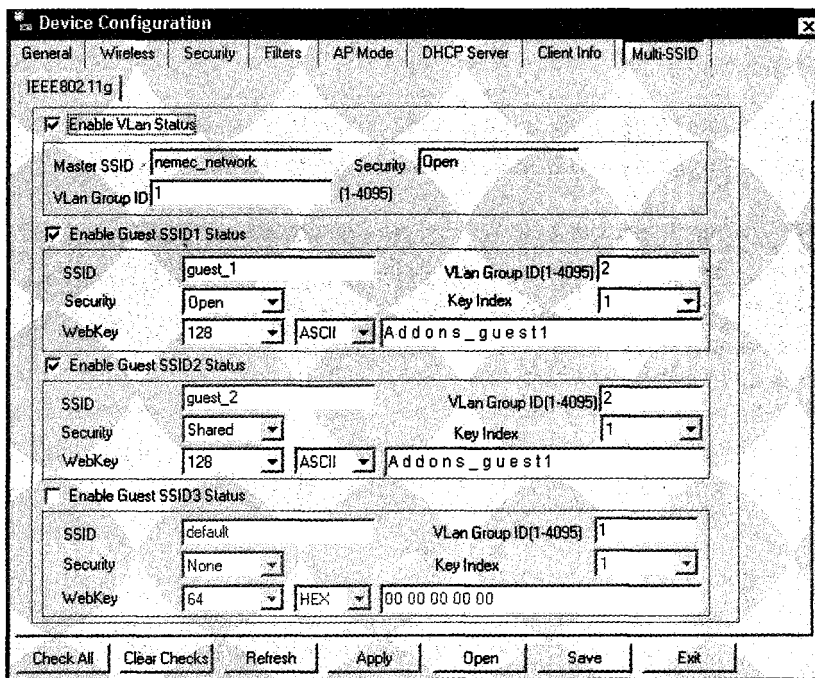 Device Configuration
General Wireless Security Filters AP Mode DHCP Server Client Info Multi-SSID
IEEE802.11g
Enable VLan Status
Master SSID nemec_network Security Open
VLan Group ID 1 (1-4095)
Enable Guest SSID1 Status
SSID guest_1 VLan Group ID(1-4095) 2
Security Open Key Index 1
WebKey 128 ASCII Addons_guest1
Enable Guest SSID2 Status
SSID guest_2 VLan Group ID(1-4095) 2
Security Shared Key Index 1
WebKey 128 ASCII Addons_guest1
Enable Guest SSID3 Status
SSID default VLan Group ID(1-4095) 1
Security None Key Index 1
WebKey 64 HEX 00 00 00 00 00
Check All Clear Checks Refresh Apply Open Save Exit